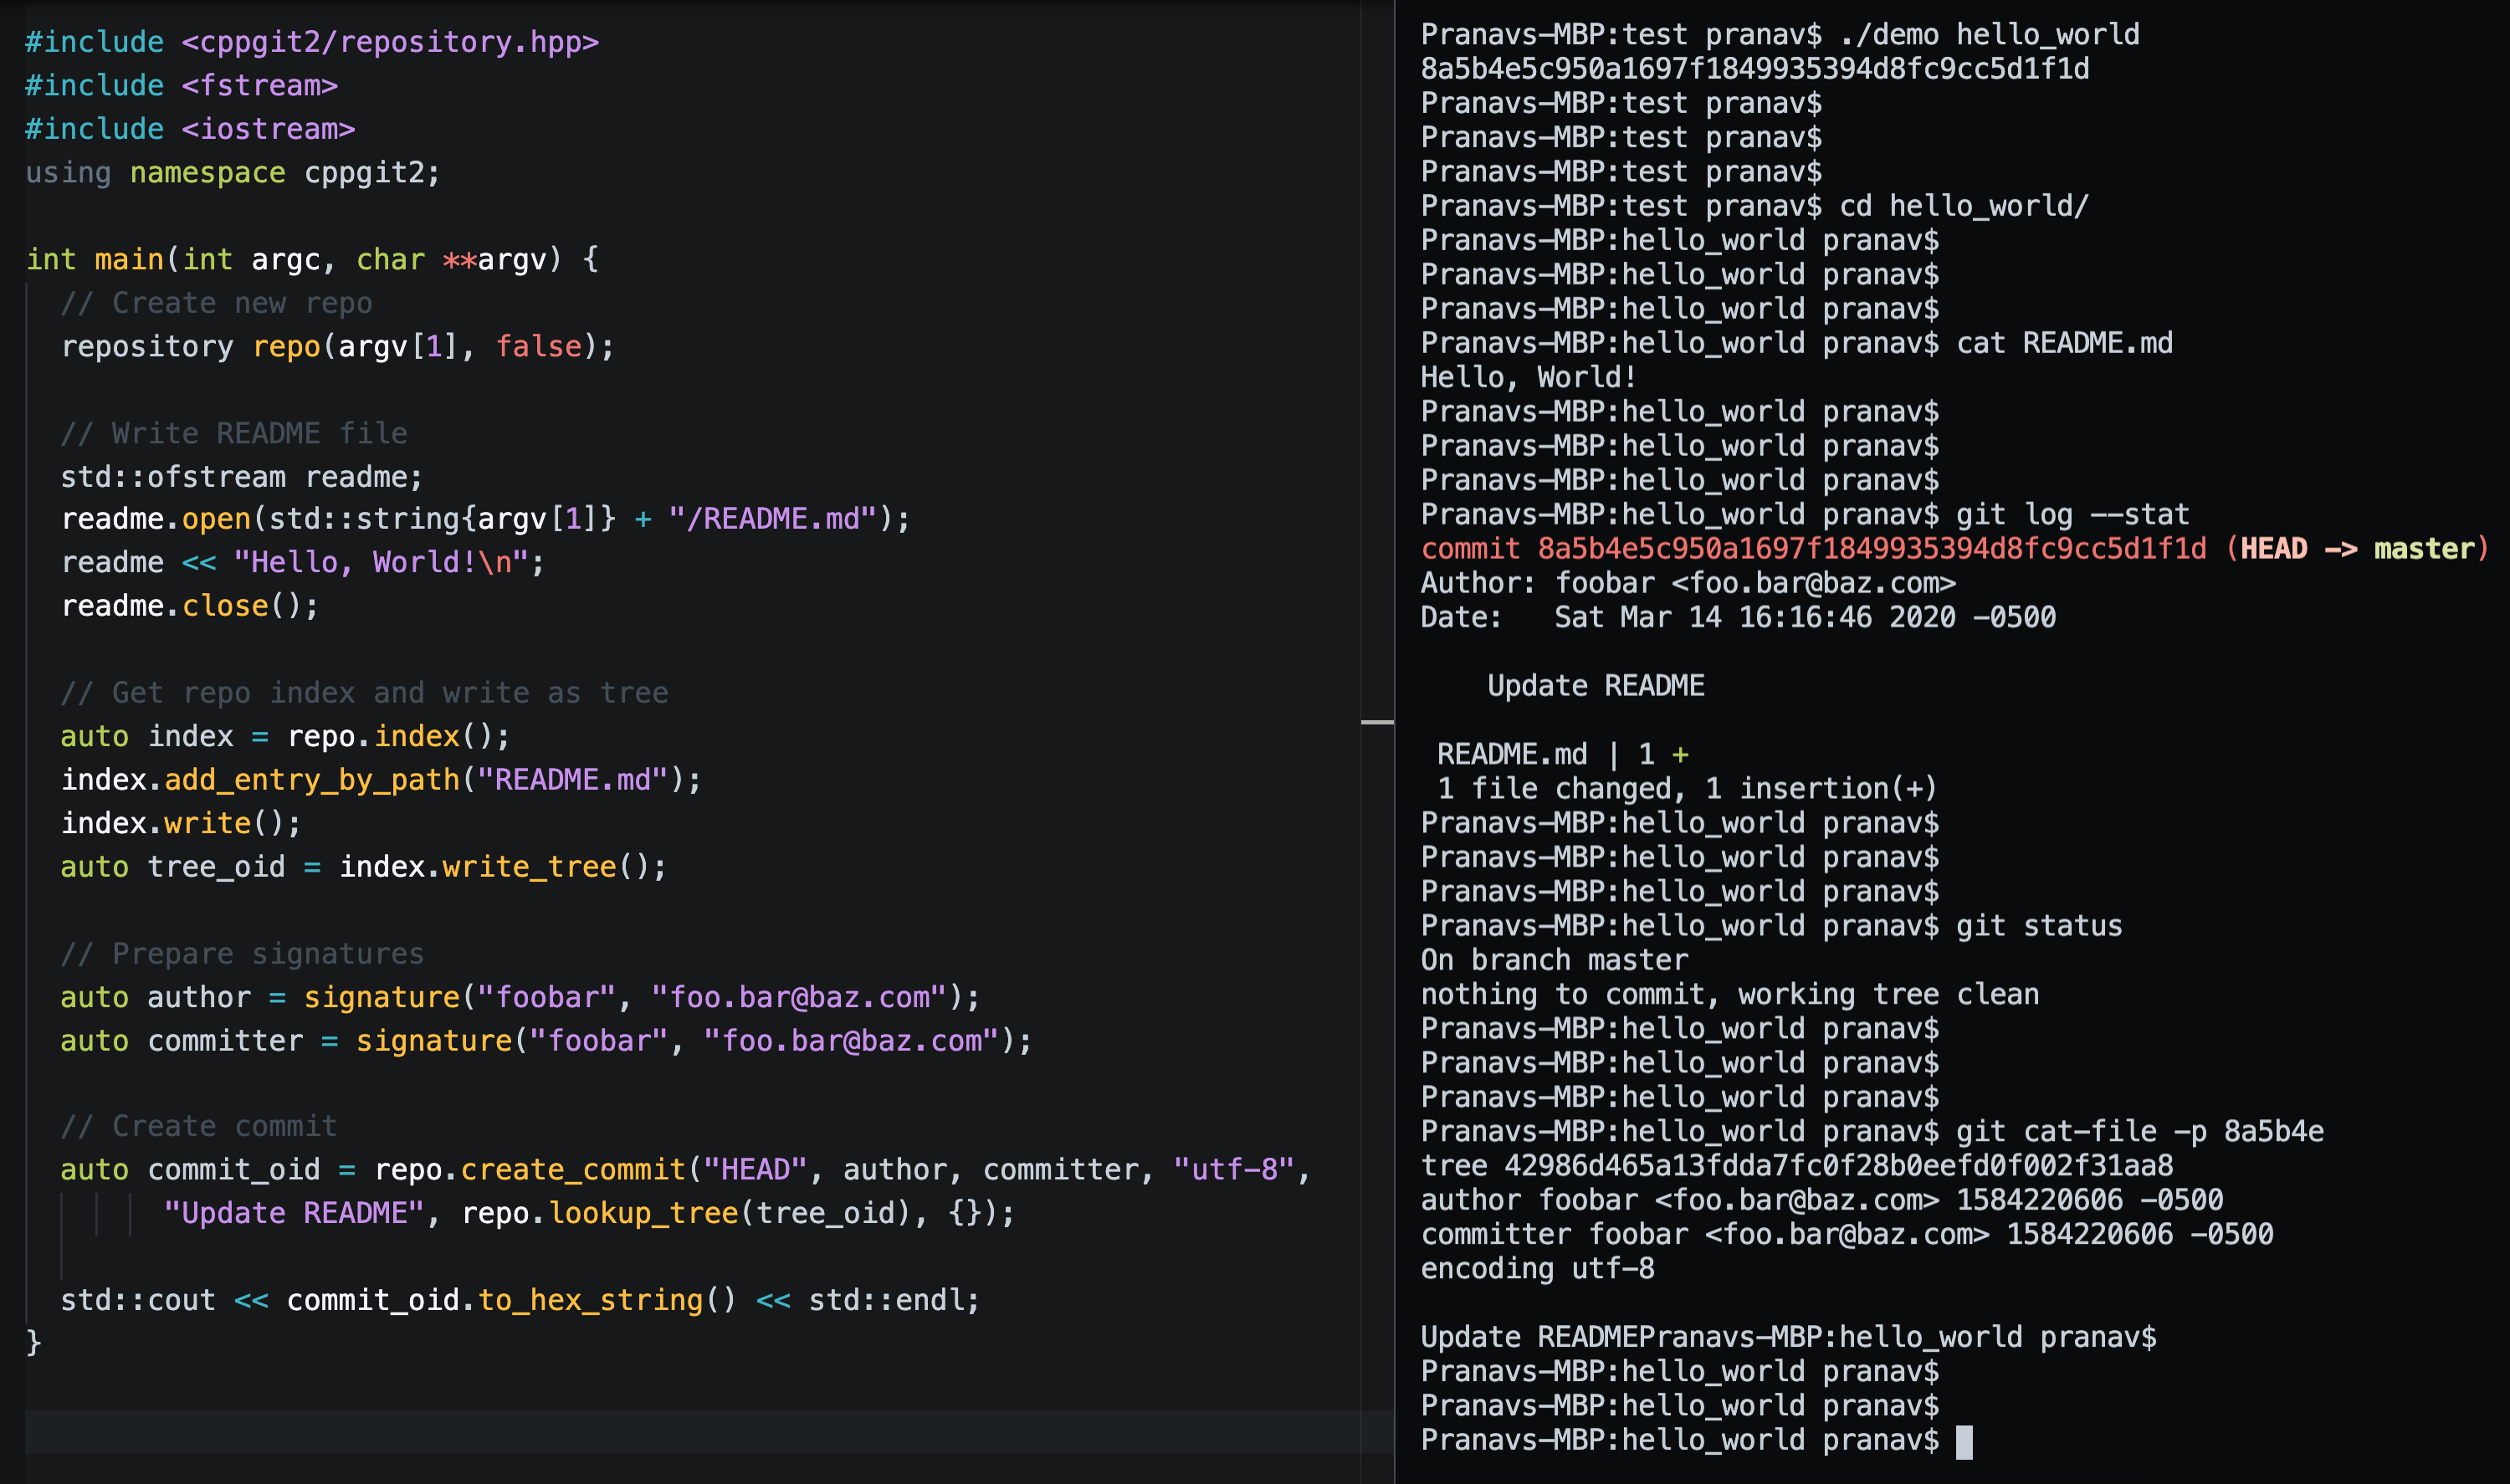 #include <cppgit2/repository.hpp>
#include <fstream>
#include <iostream>
using namespace cppgit2;

int main(int argc, char **argv) {
  // Create new repo
  repository repo(argv[1], false);

  // Write README file
  std::ofstream readme;
  readme.open(std::string{argv[1]} + "/README.md");
  readme << "Hello, World!\n";
  readme.close();

  // Get repo index and write as tree
  auto index = repo.index();
  index.add_entry_by_path("README.md");
  index.write();
  auto tree_oid = index.write_tree();

  // Prepare signatures
  auto author = signature("foobar", "foo.bar@baz.com");
  auto committer = signature("foobar", "foo.bar@baz.com");

  // Create commit
  auto commit_oid = repo.create_commit("HEAD", author, committer, "utf-8",
        "Update README", repo.lookup_tree(tree_oid), {});

  std::cout << commit_oid.to_hex_string() << std::endl;
}
Pranavs-MBP:test pranav$ ./demo hello_world
8a5b4e5c950a1697f1849935394d8fc9cc5d1f1d
Pranavs-MBP:test pranav$
Pranavs-MBP:test pranav$
Pranavs-MBP:test pranav$
Pranavs-MBP:test pranav$ cd hello_world/
Pranavs-MBP:hello_world pranav$
Pranavs-MBP:hello_world pranav$
Pranavs-MBP:hello_world pranav$
Pranavs-MBP:hello_world pranav$ cat README.md
Hello, World!
Pranavs-MBP:hello_world pranav$
Pranavs-MBP:hello_world pranav$
Pranavs-MBP:hello_world pranav$
Pranavs-MBP:hello_world pranav$ git log --stat
commit 8a5b4e5c950a1697f1849935394d8fc9cc5d1f1d (HEAD -> master)
Author: foobar <foo.bar@baz.com>
Date:   Sat Mar 14 16:16:46 2020 -0500

    Update README

 README.md | 1 +
 1 file changed, 1 insertion(+)
Pranavs-MBP:hello_world pranav$
Pranavs-MBP:hello_world pranav$
Pranavs-MBP:hello_world pranav$
Pranavs-MBP:hello_world pranav$ git status
On branch master
nothing to commit, working tree clean
Pranavs-MBP:hello_world pranav$
Pranavs-MBP:hello_world pranav$
Pranavs-MBP:hello_world pranav$
Pranavs-MBP:hello_world pranav$ git cat-file -p 8a5b4e
tree 42986d465a13fdda7fc0f28b0eefd0f002f31aa8
author foobar <foo.bar@baz.com> 1584220606 -0500
committer foobar <foo.bar@baz.com> 1584220606 -0500
encoding utf-8

Update READMEPranavs-MBP:hello_world pranav$
Pranavs-MBP:hello_world pranav$
Pranavs-MBP:hello_world pranav$
Pranavs-MBP:hello_world pranav$